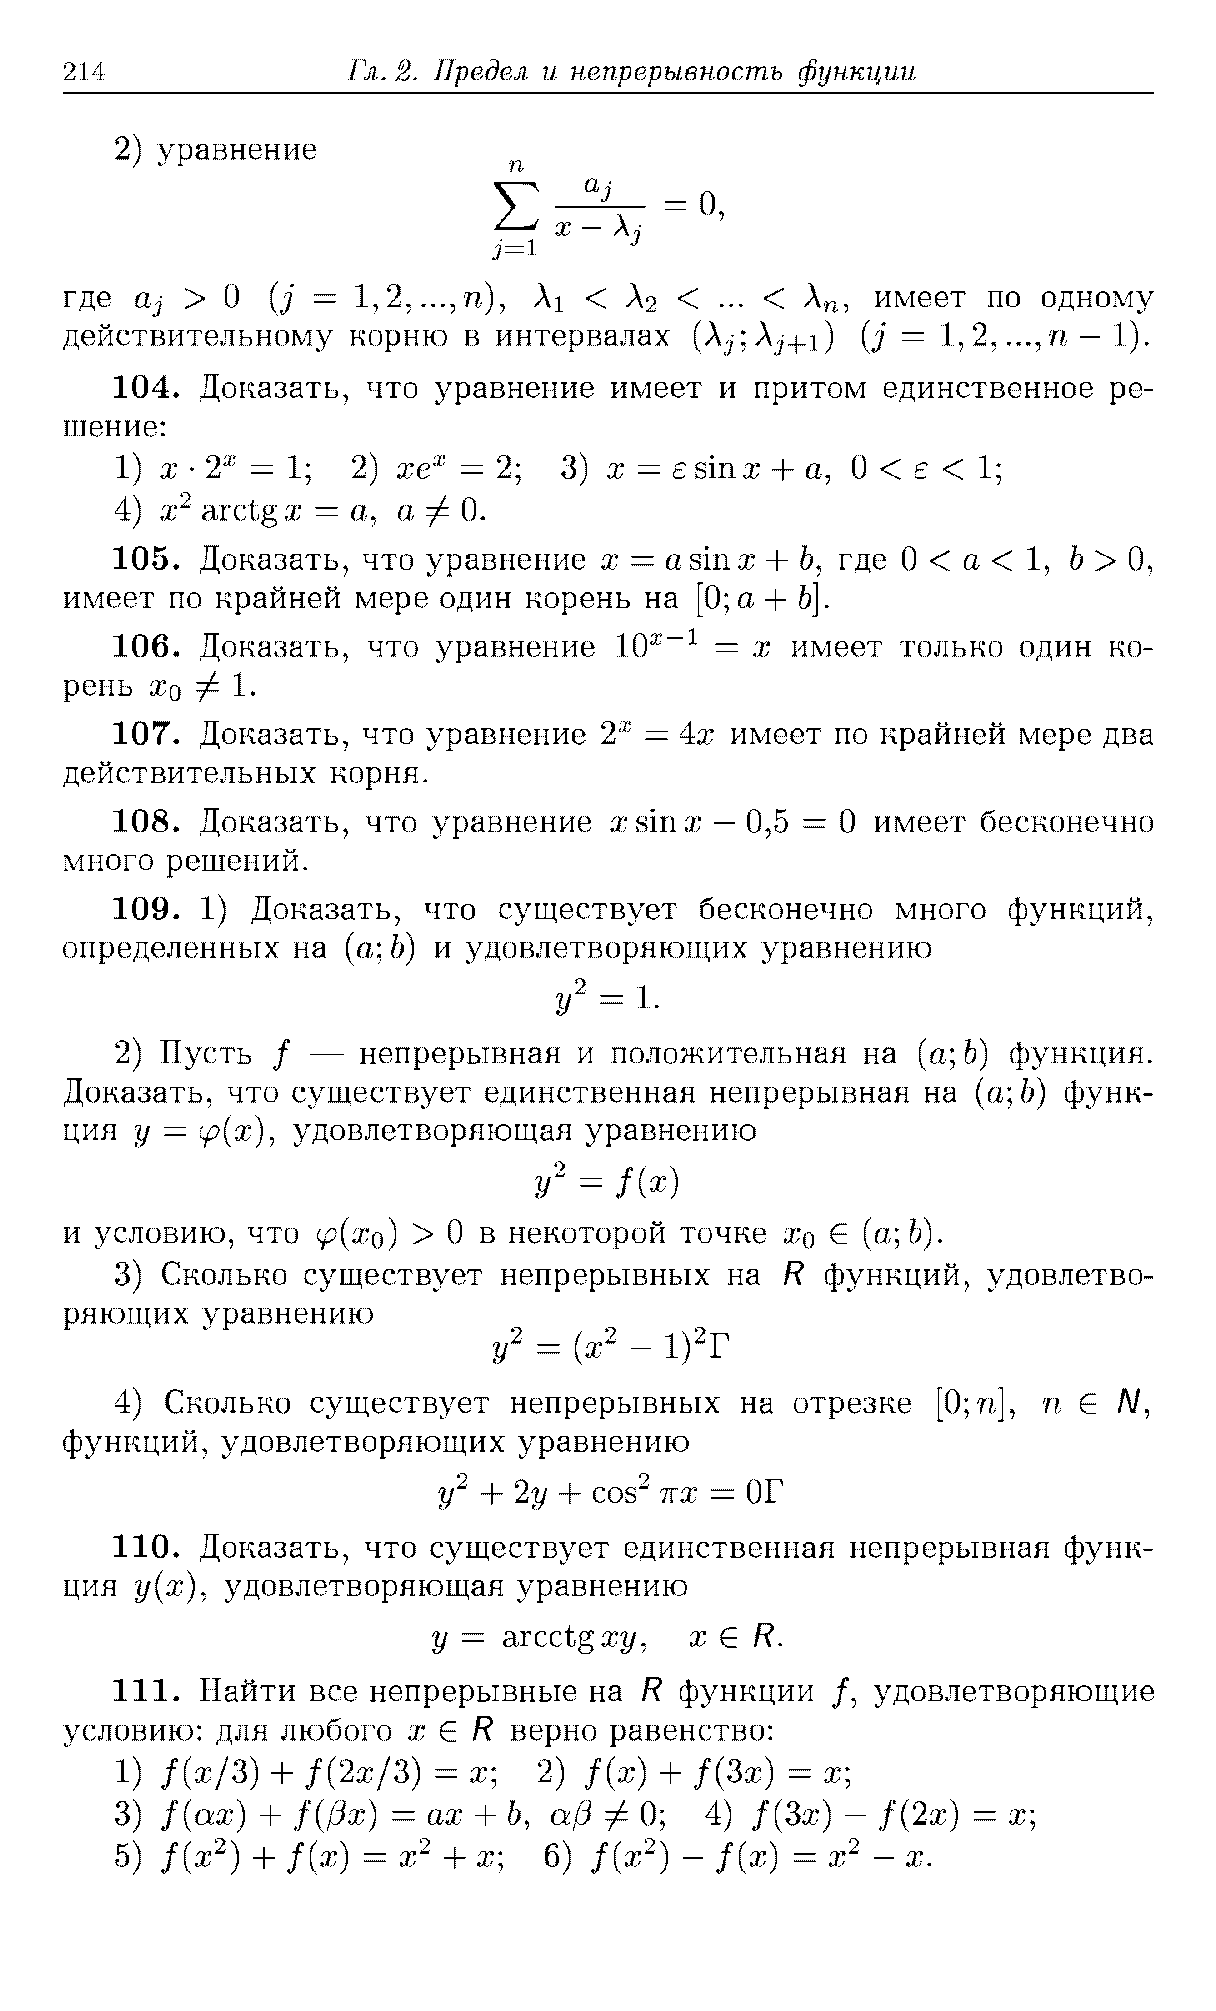 214 Гл. 2. Предел и непрерывность функции
2) уравнение
$$\sum_{j=1}^{n} \frac{a_j}{x - \lambda_j} = 0,$$
где $a_j > 0$ $(j = 1, 2, ..., n)$, $\lambda_1 < \lambda_2 < ... < \lambda_n$, имеет по одному
действительному корню в интервалах $(\lambda_j; \lambda_{j+1})$ $(j = 1, 2, ..., n - 1)$.
104. Доказать, что уравнение имеет и притом единственное ре-
шение:
1) $x \cdot 2^x = 1$; 2) $xe^x = 2$; 3) $x = \varepsilon \sin x + a$, $0 < \varepsilon < 1$;
4) $x^2 \operatorname{arctg} x = a$, $a \neq 0$.
105. Доказать, что уравнение $x = a \sin x + b$, где $0 < a < 1$, $b > 0$,
имеет по крайней мере один корень на $[0; a + b]$.
106. Доказать, что уравнение $10^{x-1} = x$ имеет только один ко-
рень $x_0 \neq 1$.
107. Доказать, что уравнение $2^x = 4x$ имеет по крайней мере два
действительных корня.
108. Доказать, что уравнение $x \sin x - 0,5 = 0$ имеет бесконечно
много решений.
109. 1) Доказать, что существует бесконечно много функций,
определенных на $(a; b)$ и удовлетворяющих уравнению
$$y^2 = 1.$$
2) Пусть $f$ — непрерывная и положительная на $(a; b)$ функция.
Доказать, что существует единственная непрерывная на $(a; b)$ функ-
ция $y = \varphi(x)$, удовлетворяющая уравнению
$$y^2 = f(x)$$
и условию, что $\varphi(x_0) > 0$ в некоторой точке $x_0 \in (a; b)$.
3) Сколько существует непрерывных на $R$ функций, удовлетво-
ряющих уравнению
$$y^2 = (x^2 - 1)^2Г$$
4) Сколько существует непрерывных на отрезке $[0; n]$, $n \in N$,
функций, удовлетворяющих уравнению
$$y^2 + 2y + \cos^2 \pi x = 0Г$$
110. Доказать, что существует единственная непрерывная функ-
ция $y(x)$, удовлетворяющая уравнению
$$y = \operatorname{arcctg} xy, \quad x \in R.$$
111. Найти все непрерывные на $R$ функции $f$, удовлетворяющие
условию: для любого $x \in R$ верно равенство:
1) $f(x/3) + f(2x/3) = x$; 2) $f(x) + f(3x) = x$;
3) $f(\alpha x) + f(\beta x) = ax + b$, $\alpha\beta \neq 0$; 4) $f(3x) - f(2x) = x$;
5) $f(x^2) + f(x) = x^2 + x$; 6) $f(x^2) - f(x) = x^2 - x$.